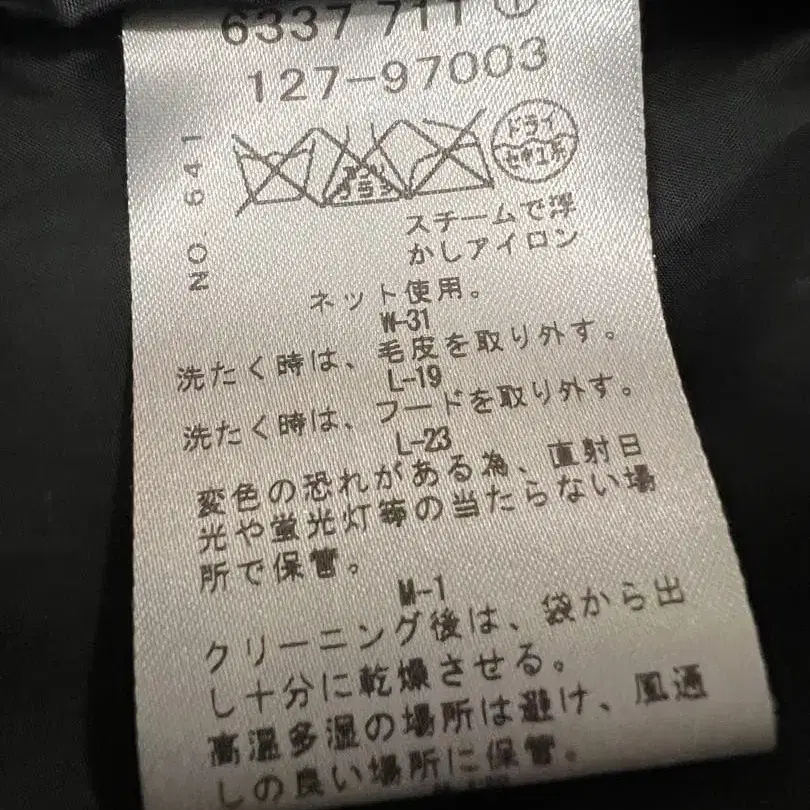 6337 711 ①
127-97003
NO. 641
ドライ
セキユ系
スチームで浮
かしアイロン
ネット使用。
W-31
洗たく時は、毛皮を取り外す。
L-19
洗たく時は、フードを取り外す。
L-23
変色の恐れがある為、直射日
光や蛍光灯等の当たらない場
所で保管。
M-1
クリーニング後は、袋から出
し十分に乾燥させる。
高温多湿の場所は避け、風通
しの良い場所に保管。